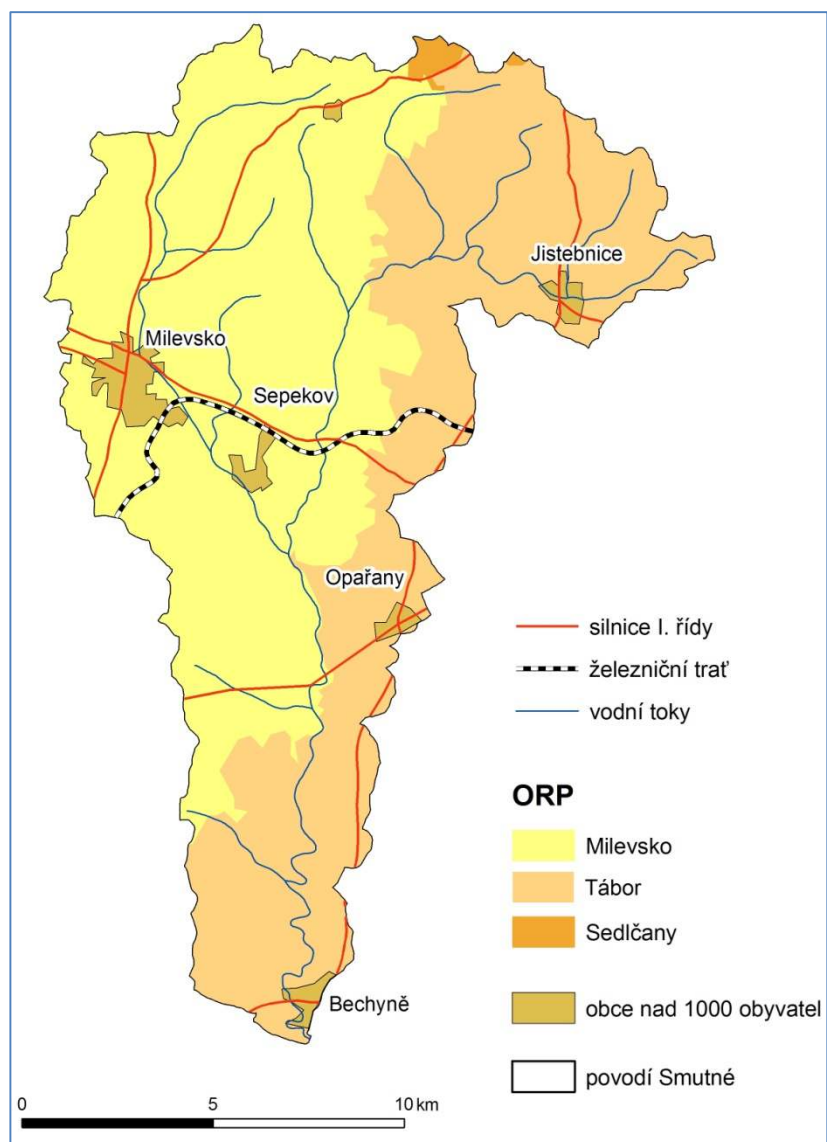 Jistebnice
Milevsko
Sepekov
Opařany
silnice I. řídy
železniční trať
vodní toky
ORP
Milevsko
Tábor
Sedlčany
Bechyně
obce nad 1000 obyvatel
povodí Smutné
0 5 10 km